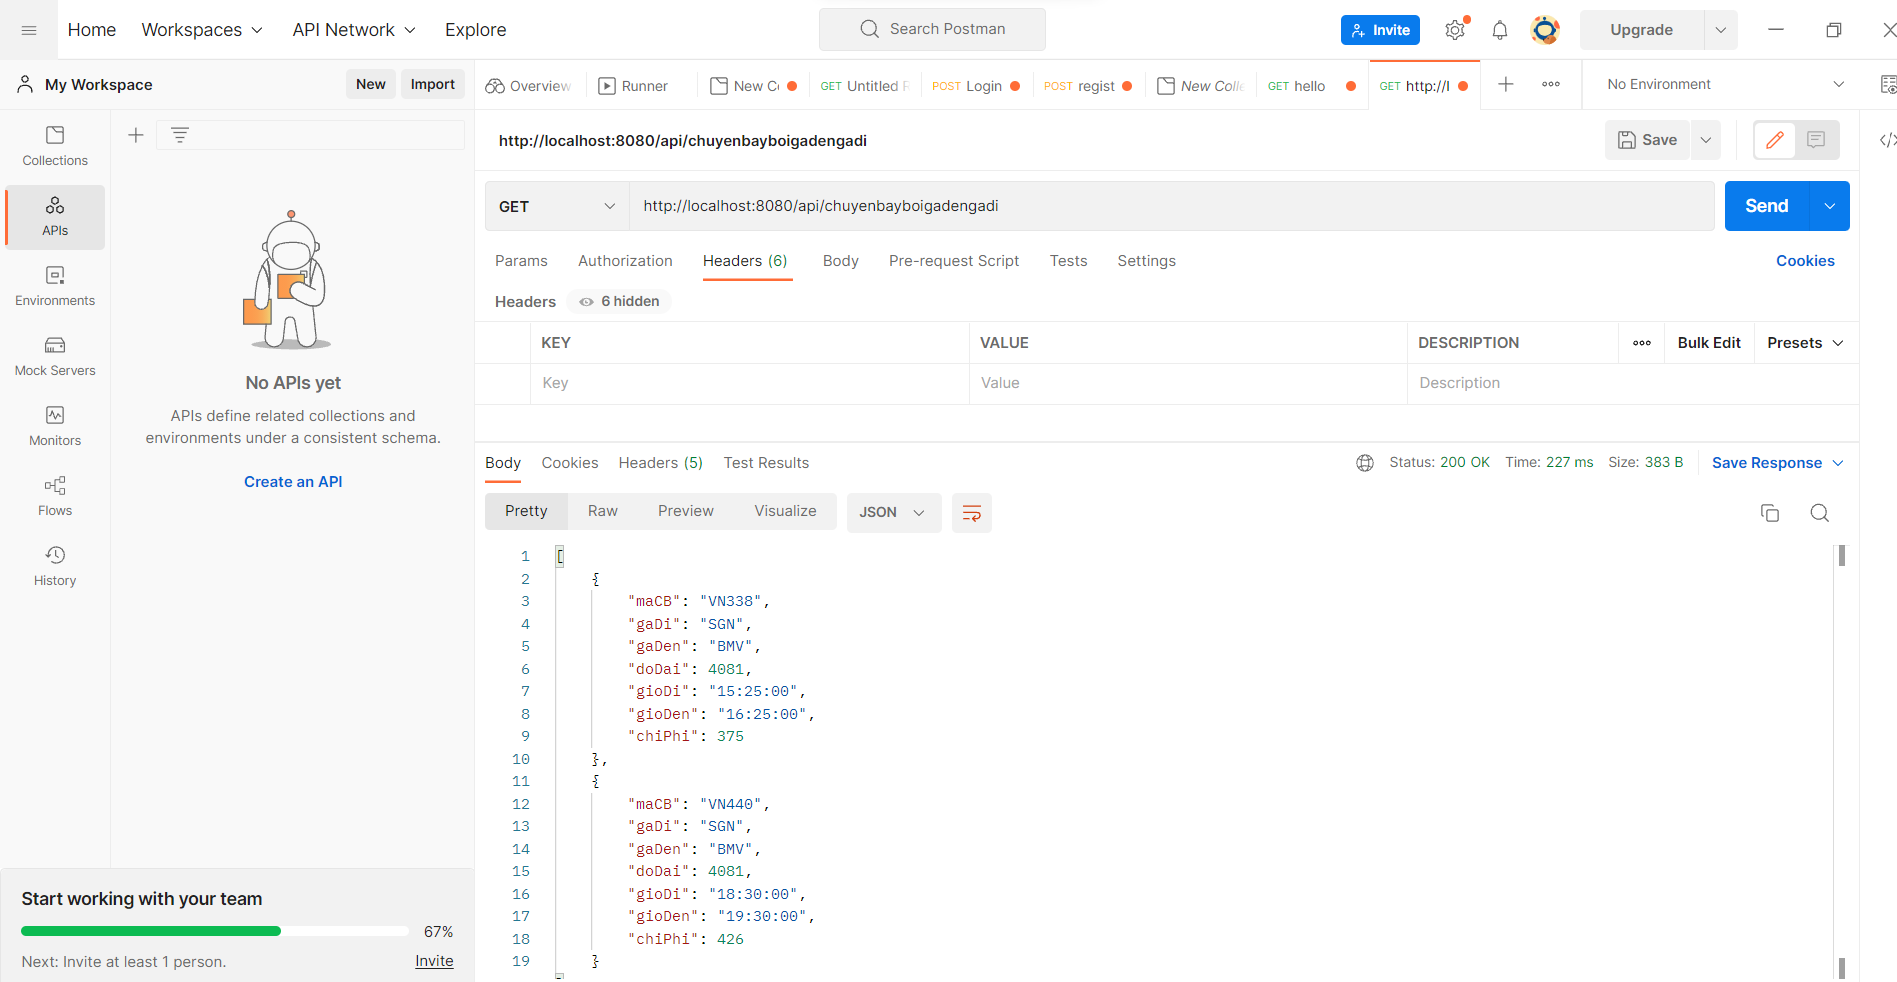 Home Workspaces API Network Explore Search Postman Invite Upgrade
My Workspace New Import
Overview Runner New Untitled POST Login POST regist New GET hello GET http://l No Environment
Collections
APIs
Environments
Mock Servers
Monitors
Flows
History
No APIs yet
APIs define related collections and
environments under a consistent schema.
Create an API
Start working with your team
67%
Next: Invite at least 1 person. Invite
http://localhost:8080/api/chuyenbayboigadengadi Save
GET http://localhost:8080/api/chuyenbayboigadengadi Send
Params Authorization Headers (6) Body Pre-request Script Tests Settings Cookies
Headers 6 hidden
KEY VALUE DESCRIPTION Bulk Edit Presets
Key Value Description
Body Cookies Headers (5) Test Results Status: 200 OK Time: 227 ms Size: 383 B Save Response
Pretty Raw Preview Visualize JSON
1 [
2 {
3 "maCB": "VN338",
4 "gaDi": "SGN",
5 "gaDen": "BMV",
6 "doDai": 4081,
7 "gioDi": "15:25:00",
8 "gioDen": "16:25:00",
9 "chiPhi": 375
10 },
11 {
12 "maCB": "VN440",
13 "gaDi": "SGN",
14 "gaDen": "BMV",
15 "doDai": 4081,
16 "gioDi": "18:30:00",
17 "gioDen": "19:30:00",
18 "chiPhi": 426
19 }